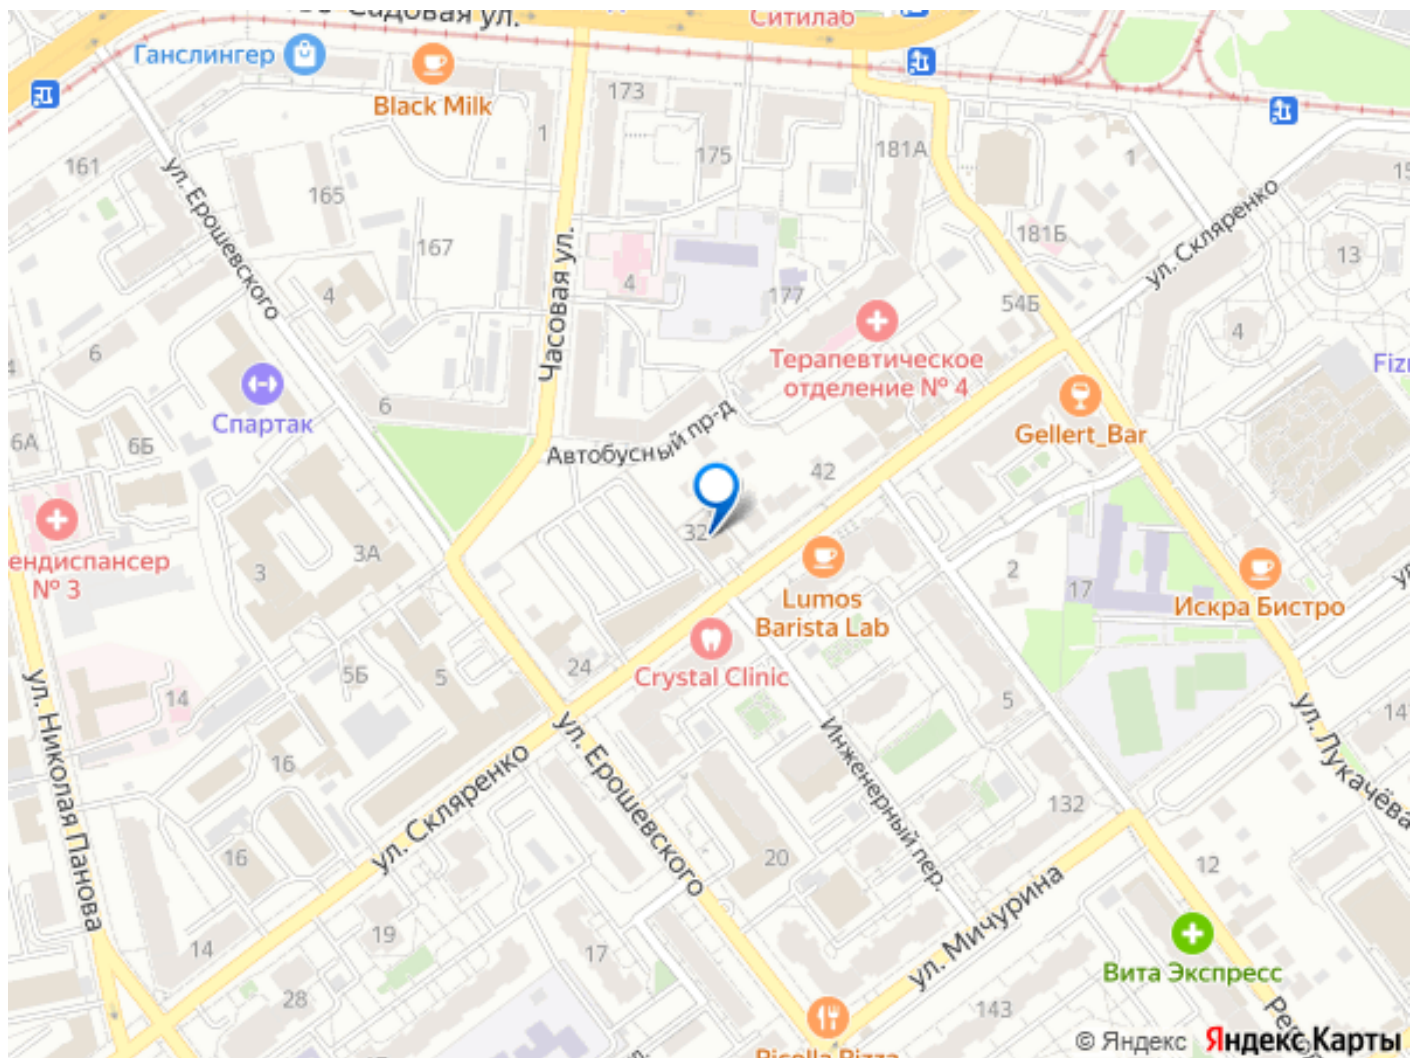 Садовая ул.
Ситилаб
Ганслингер
Black Milk
173
1
175
181А
1
161
ул. Ерошевского
165
167
Часовая ул.
4
177
181Б
ул. Скляренко
13
4
54Б
4
6
Спартак
6
Терапевтическое
отделение № 4
Gellert_Bar
6А
6Б
Автобусный пр-д
42
32
3
3А
ендиспансер
№ 3
Lumos
Barista Lab
2
17
Искра Бистро
24
Crystal Clinic
5Б
5
14
5
ул. Николая Панова
16
ул. Скляренко
ул. Ерошевского
Инженерный пер.
ул. Лукачёва
132
16
20
12
ул. Мичурина
14
19
17
Вита Экспресс
28
143
© Яндекс Яндекс Карты